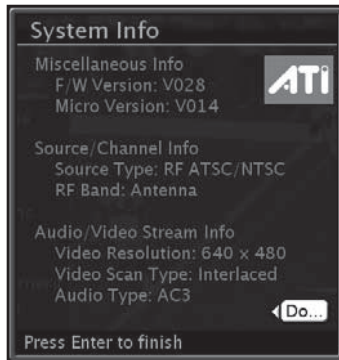 System Info
Miscellaneous Info
F/W Version: V028
Micro Version: V014
ATI
Source/Channel Info
Source Type: RF ATSC/NTSC
RF Band: Antenna
Audio/Video Stream Info
Video Resolution: 640 x 480
Video Scan Type: Interlaced
Audio Type: AC3
Do...
Press Enter to finish